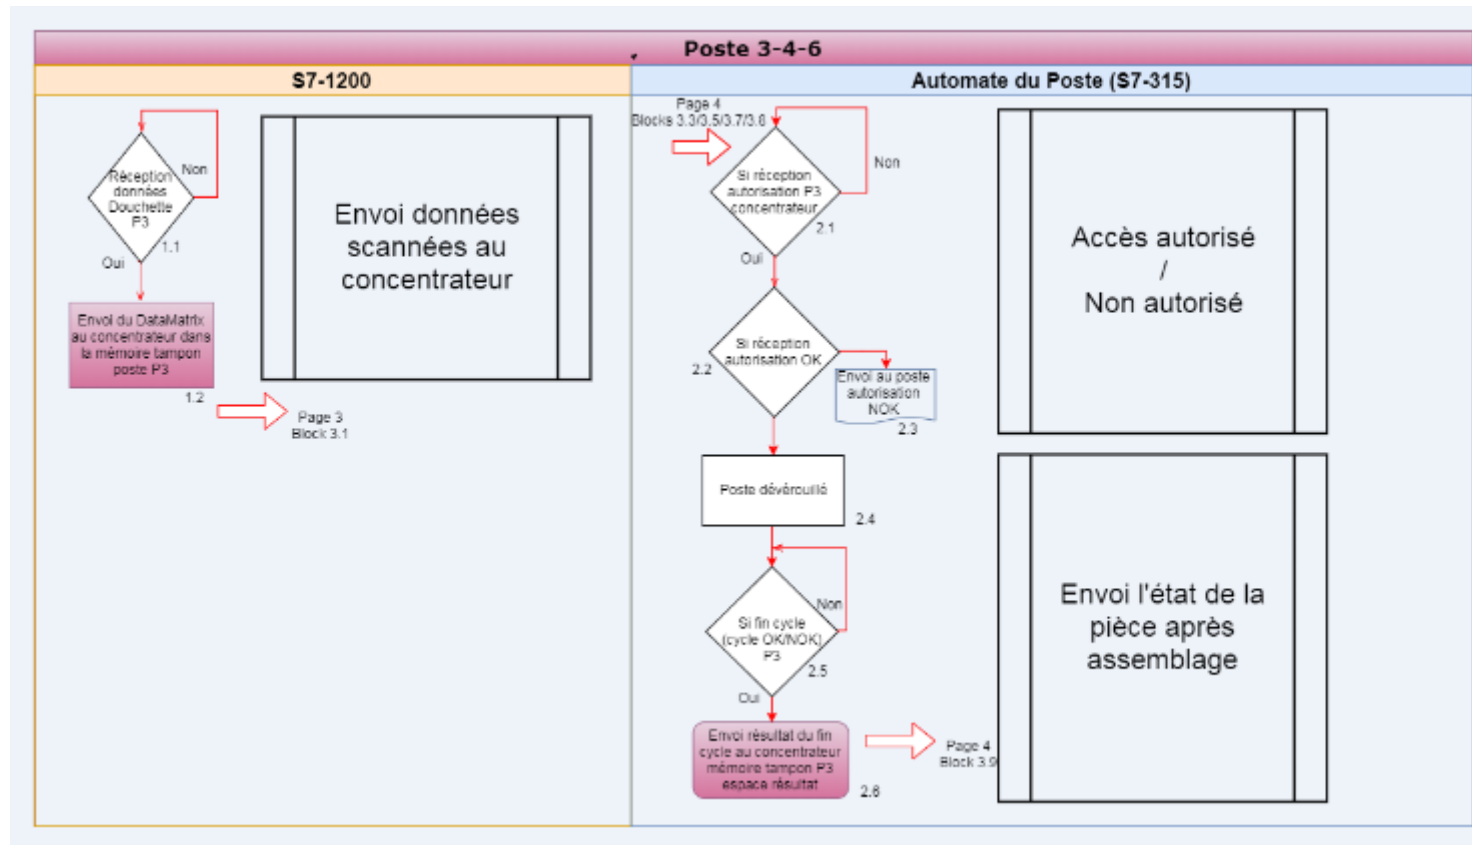 Poste 3-4-6
S7-1200
Automate du Poste (S7-315)
Réception
données
Douchette
P3
Non
1.1
Oui
Envoi du DataMatrix
au concentrateur dans
la mémoire tampon
poste P3
1.2
Page 3
Block 3.1
Envoi données
scannées au
concentrateur
Page 4
Blocks 3.3/3.5/3.7/3.8
Si réception
autorisation P3
concentrateur
Non
2.1
Oui
Si réception
autorisation OK
2.2
Envoi au poste
autorisation
NOK
2.3
Poste dévérouillé
2.4
Non
Si fin cycle
(cycle OK/NOK)
P3
2.5
Oui
Envoi résultat du fin
cycle au concentrateur
mémoire tampon P3
espace résultat
2.6
Page 4
Block 3.9
Accès autorisé
/
Non autorisé
Envoi l'état de la
pièce après
assemblage